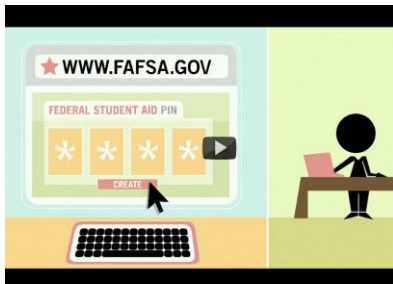 WWW.FAFSA.GOV
FEDERAL STUDENT AID PIN
* * * *
CREATE